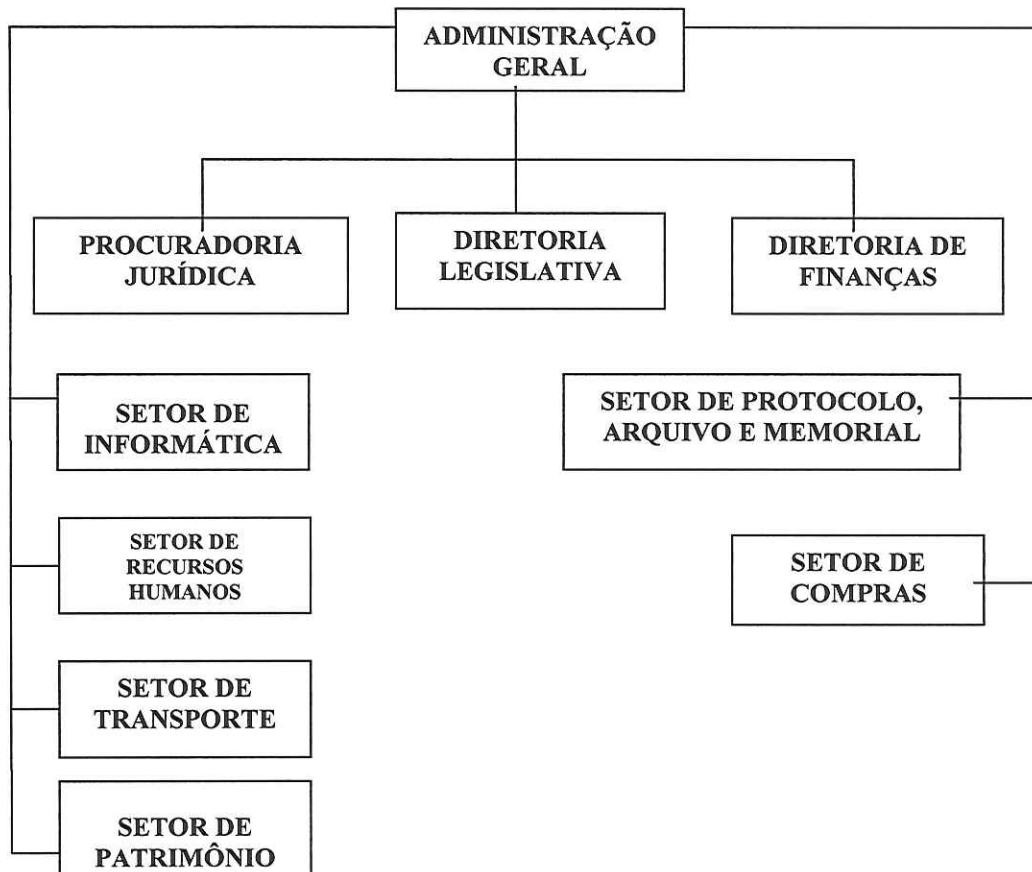 ADMINISTRAÇÃO
GERAL
PROCURADORIA
JURÍDICA
DIRETORIA
LEGISLATIVA
DIRETORIA DE
FINANÇAS
SETOR DE
INFORMÁTICA
SETOR DE PROTOCOLO,
ARQUIVO E MEMORIAL
SETOR DE
RECURSOS
HUMANOS
SETOR DE
COMPRAS
SETOR DE
TRANSPORTE
SETOR DE
PATRIMÔNIO